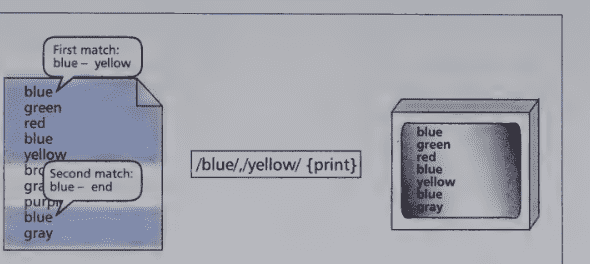 First match:
blue – yellow
blue
green
red
blue
yellow
Second match:
blue – end
blue
gray
/blue/,/yellow/ {print}
blue
green
red
blue
yellow
blue
gray